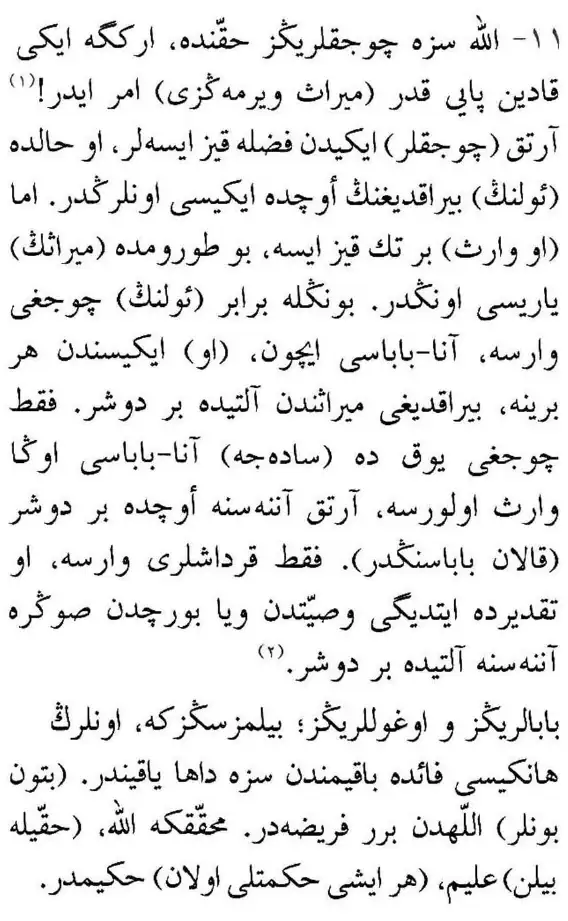 ١١- الله سزه چوجقلريڭز حقّنده، اركگه ايكى
قادين پايى قدر (ميراث ويرمه‌ڭزى) امر ايدر!(١)
آرتق (چوجقلر) ايكيدن فضله قيز ايسه‌لر، او حالده
(ئولنڭ) بيراقديغنڭ أوچده ايكيسى اونلرڭدر. اما
(او وارث) بر تك قيز ايسه، بو طورومده (ميراثڭ)
ياريسى اونڭدر. بونڭله برابر (ئولنڭ) چوجغى
وارسه، آنا-باباسى ايچون، (او) ايكيسندن هر
برينه، بيراقديغى ميراثندن آلتيده بر دوشر. فقط
چوجغى يوق ده (ساده‌جه) آنا-باباسى اوڭا
وارث اولورسه، آرتق آننه‌سنه أوچده بر دوشر
(قالان باباسنڭدر). فقط قرداشلرى وارسه، او
تقديرده ايتديگى وصيّتدن ويا بورجدن صوڭره
آننه‌سنه آلتيده بر دوشر.(٢)
بابالريڭز و اوغوللريڭز؛ بيلمزسڭزكه، اونلرڭ
هانكيسى فائده باقيمندن سزه داها ياقيندر. (بتون
بونلر) اللّهدن برر فريضه‌در. محقّقكه الله، (حقّيله
بيلن) عليم، (هر ايشى حكمتلى اولان) حكيمدر.